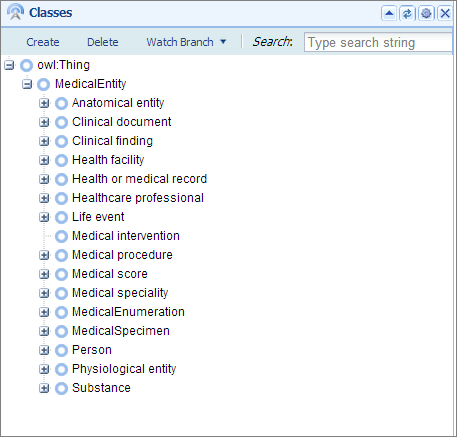 Classes
Create Delete Watch Branch Search: Type search string
owl:Thing
MedicalEntity
Anatomical entity
Clinical document
Clinical finding
Health facility
Health or medical record
Healthcare professional
Life event
Medical intervention
Medical procedure
Medical score
Medical speciality
MedicalEnumeration
MedicalSpecimen
Person
Physiological entity
Substance